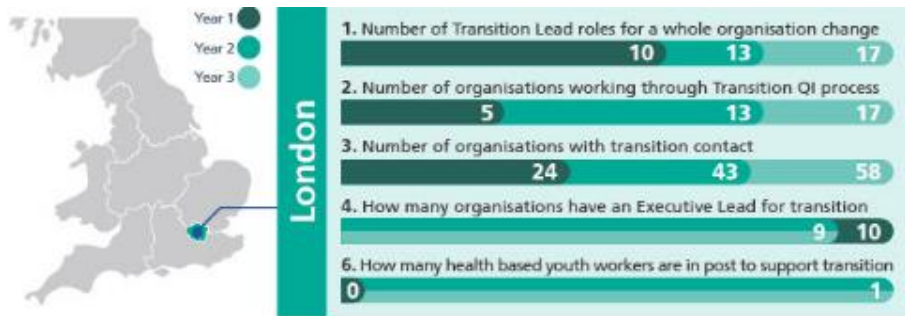 Year 1
Year 2
Year 3
London
1. Number of Transition Lead roles for a whole organisation change
10 13 17
2. Number of organisations working through Transition QI process
5 13 17
3. Number of organisations with transition contact
24 43 58
4. How many organisations have an Executive Lead for transition
9 10
6. How many health based youth workers are in post to support transition
0 1